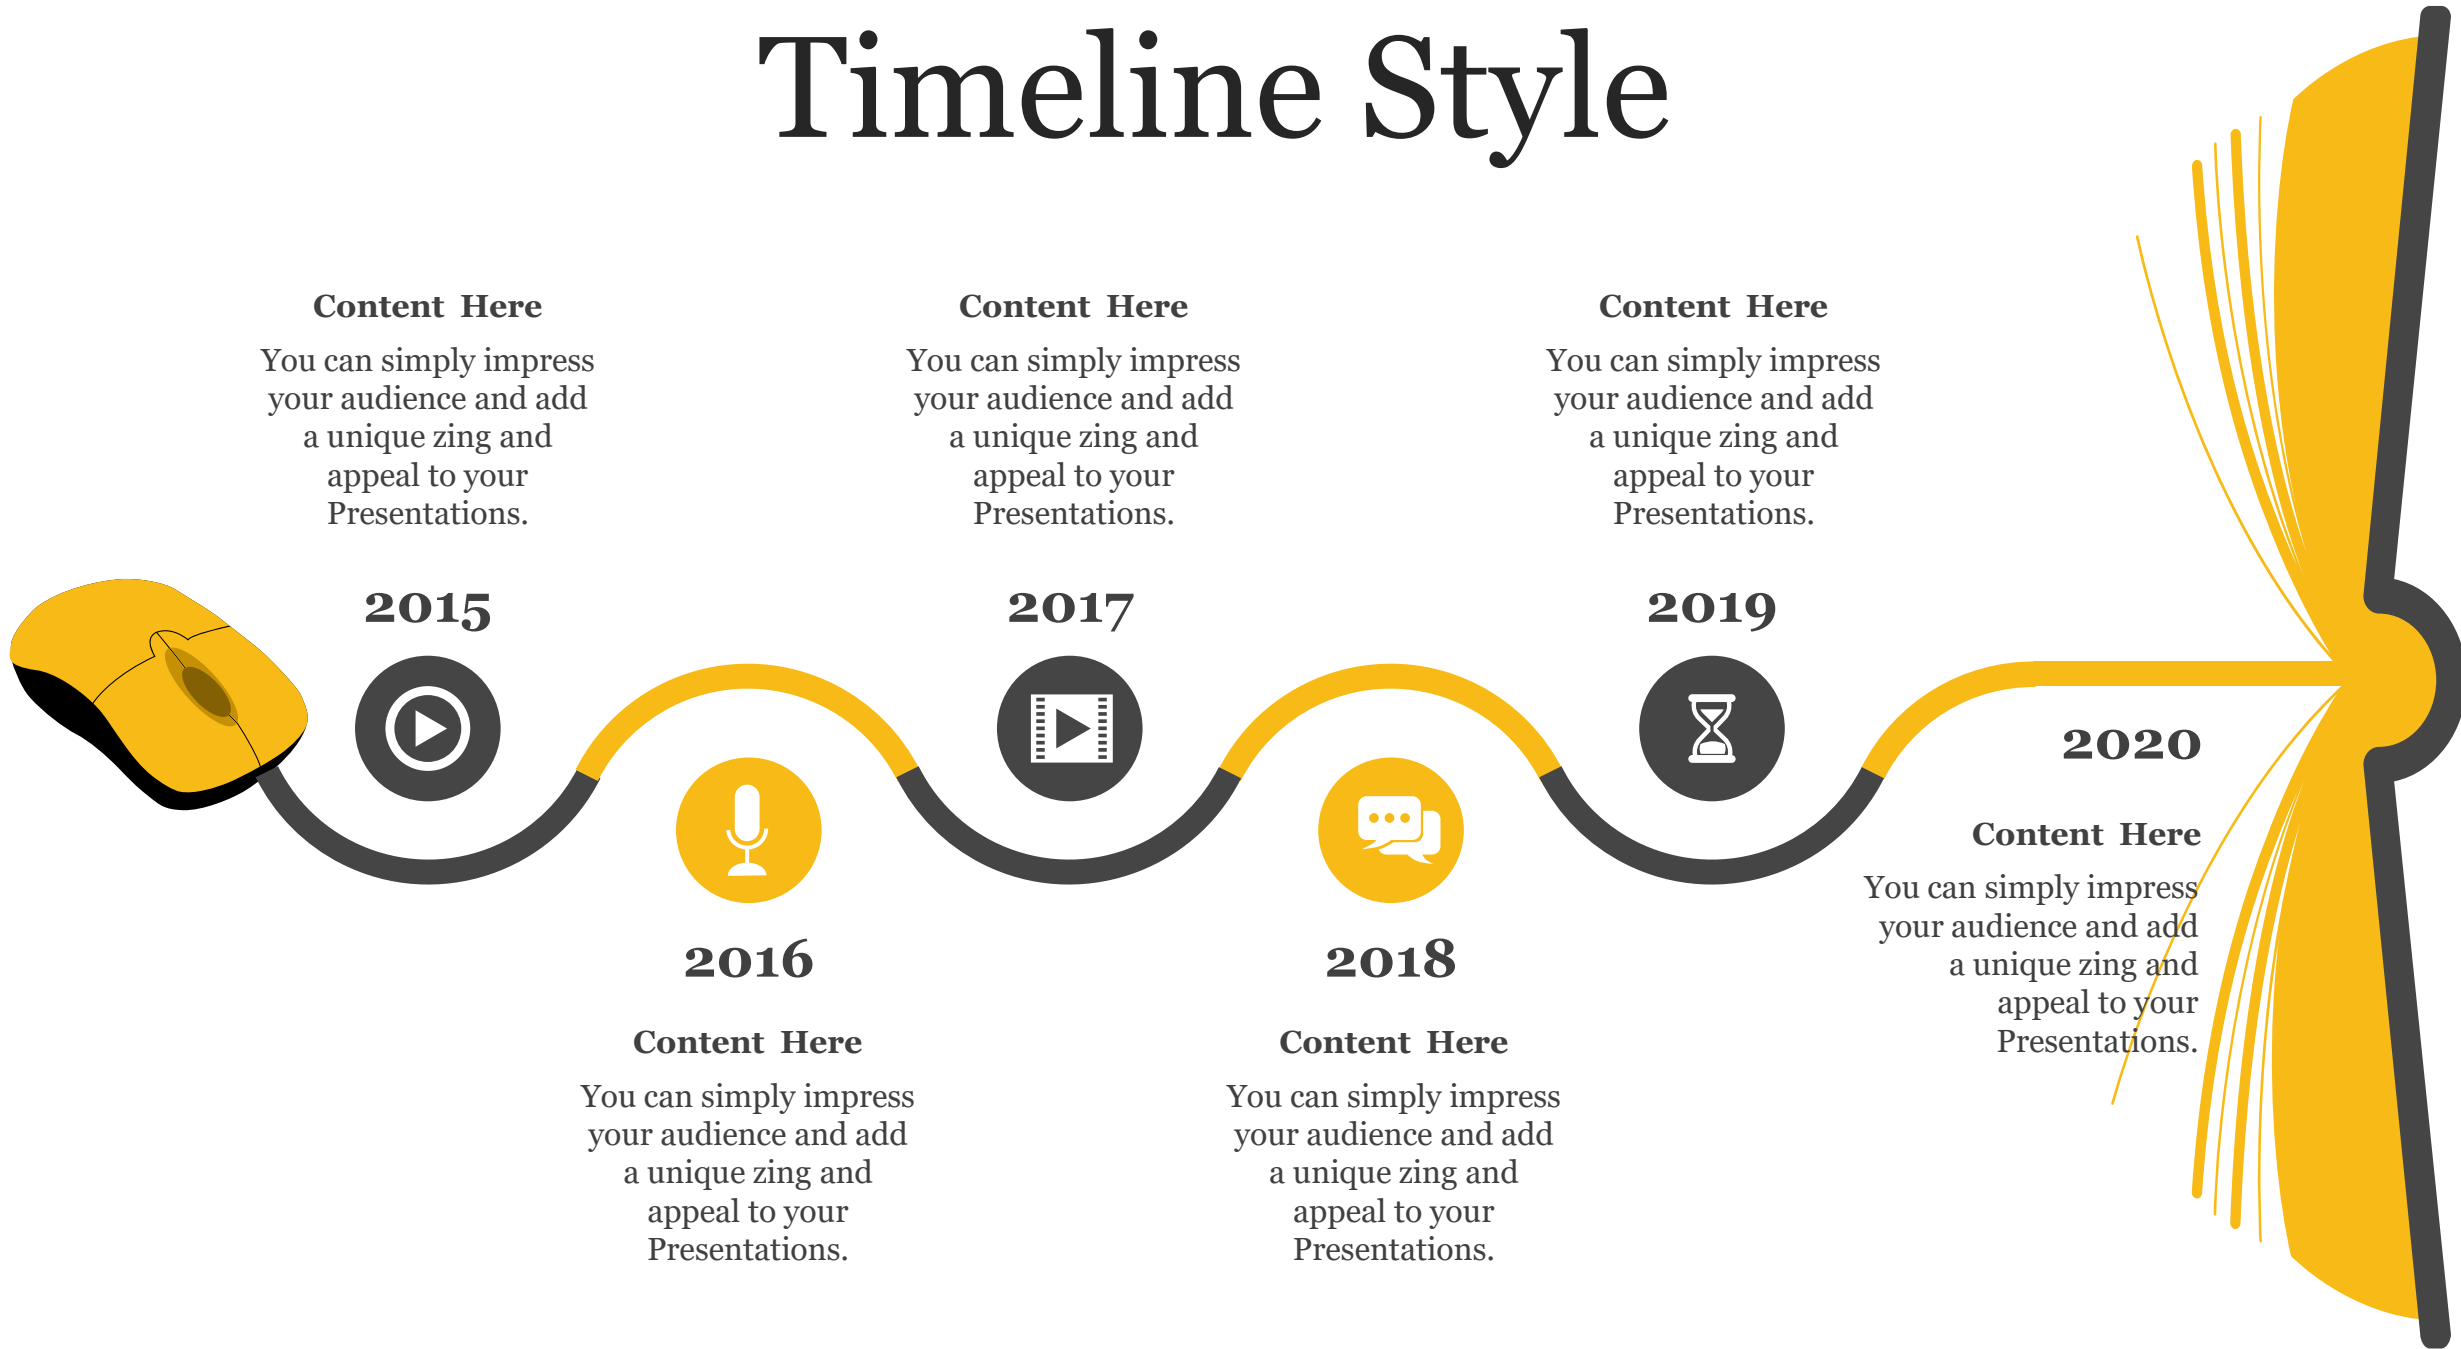 Timeline Style
Content Here
You can simply impress
your audience and add
a unique zing and
appeal to your
Presentations.
2015
Content Here
You can simply impress
your audience and add
a unique zing and
appeal to your
Presentations.
2017
Content Here
You can simply impress
your audience and add
a unique zing and
appeal to your
Presentations.
2019
2016
Content Here
You can simply impress
your audience and add
a unique zing and
appeal to your
Presentations.
2018
Content Here
You can simply impress
your audience and add
a unique zing and
appeal to your
Presentations.
2020
Content Here
You can simply impress
your audience and add
a unique zing and
appeal to your
Presentations.